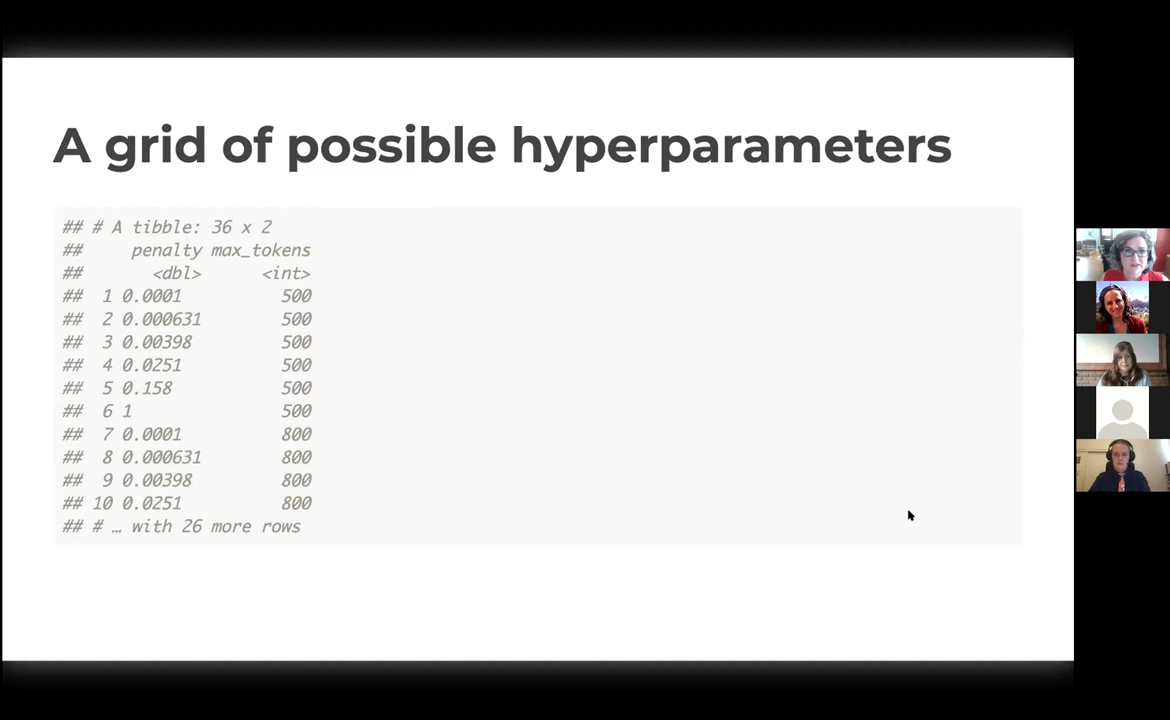 A grid of possible hyperparameters
## # A tibble: 36 x 2
##     penalty max_tokens
##       <dbl>      <int>
##  1 0.0001          500
##  2 0.000631        500
##  3 0.00398         500
##  4 0.0251          500
##  5 0.158           500
##  6 1               500
##  7 0.0001          800
##  8 0.000631        800
##  9 0.00398         800
## 10 0.0251          800
## # … with 26 more rows